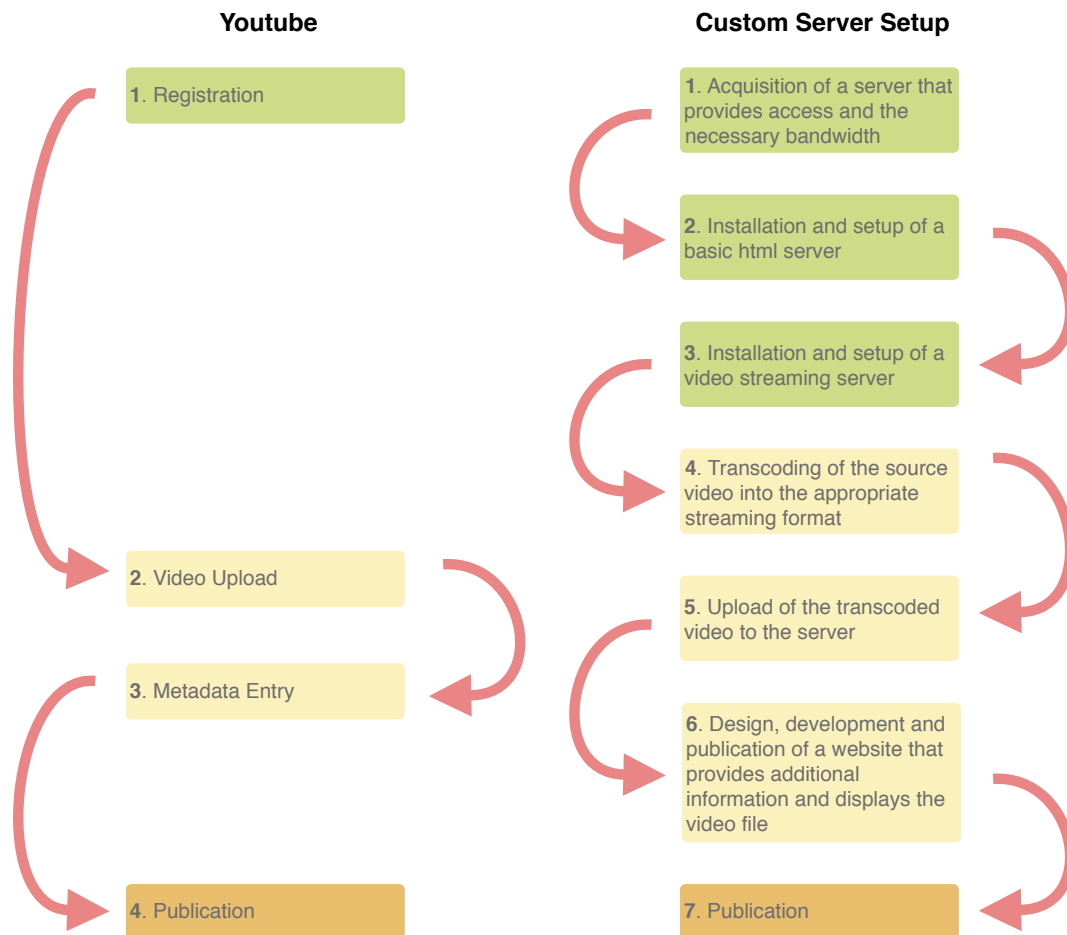 Youtube
1. Registration
2. Video Upload
3. Metadata Entry
4. Publication
Custom Server Setup
1. Acquisition of a server that
provides access and the
necessary bandwidth
2. Installation and setup of a
basic html server
3. Installation and setup of a
video streaming server
4. Transcoding of the source
video into the appropriate
streaming format
5. Upload of the transcoded
video to the server
6. Design, development and
publication of a website that
provides additional
information and displays the
video file
7. Publication